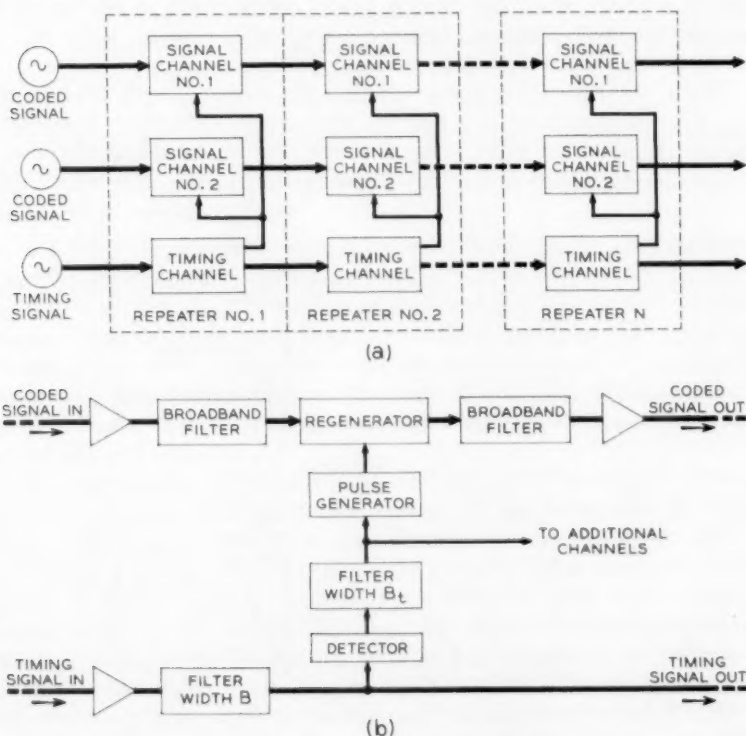 SIGNAL CHANNEL NO.1
SIGNAL CHANNEL NO.1
SIGNAL CHANNEL NO.1
CODED SIGNAL
SIGNAL CHANNEL NO.2
SIGNAL CHANNEL NO.2
SIGNAL CHANNEL NO.2
CODED SIGNAL
TIMING CHANNEL
TIMING CHANNEL
TIMING CHANNEL
TIMING SIGNAL
REPEATER NO.1
REPEATER NO.2
REPEATER N
(a)
CODED SIGNAL IN
BROADBAND FILTER
REGENERATOR
BROADBAND FILTER
CODED SIGNAL OUT
PULSE GENERATOR
TO ADDITIONAL CHANNELS
FILTER WIDTH Bt
DETECTOR
TIMING SIGNAL IN
FILTER WIDTH B
TIMING SIGNAL OUT
(b)